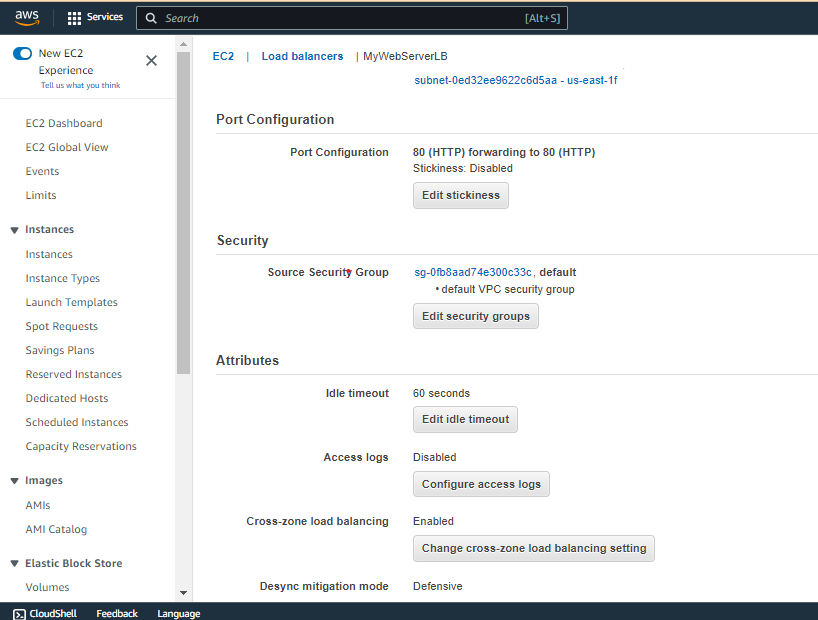 aws
Services
Search
[Alt+S]
New EC2
Experience
Tell us what you think
EC2 Dashboard
EC2 Global View
Events
Limits
Instances
Instances
Instance Types
Launch Templates
Spot Requests
Savings Plans
Reserved Instances
Dedicated Hosts
Scheduled Instances
Capacity Reservations
Images
AMIs
AMI Catalog
Elastic Block Store
Volumes
EC2 | Load balancers | MyWebServerLB
subnet-0ed32ee9622c6d5aa - us-east-1f
Port Configuration
Port Configuration
80 (HTTP) forwarding to 80 (HTTP)
Stickiness: Disabled
Edit stickiness
Security
Source Security Group
sg-0fb8aad74e300c33c, default
• default VPC security group
Edit security groups
Attributes
Idle timeout
60 seconds
Edit idle timeout
Access logs
Disabled
Configure access logs
Cross-zone load balancing
Enabled
Change cross-zone load balancing setting
Desync mitigation mode
Defensive
CloudShell
Feedback
Language